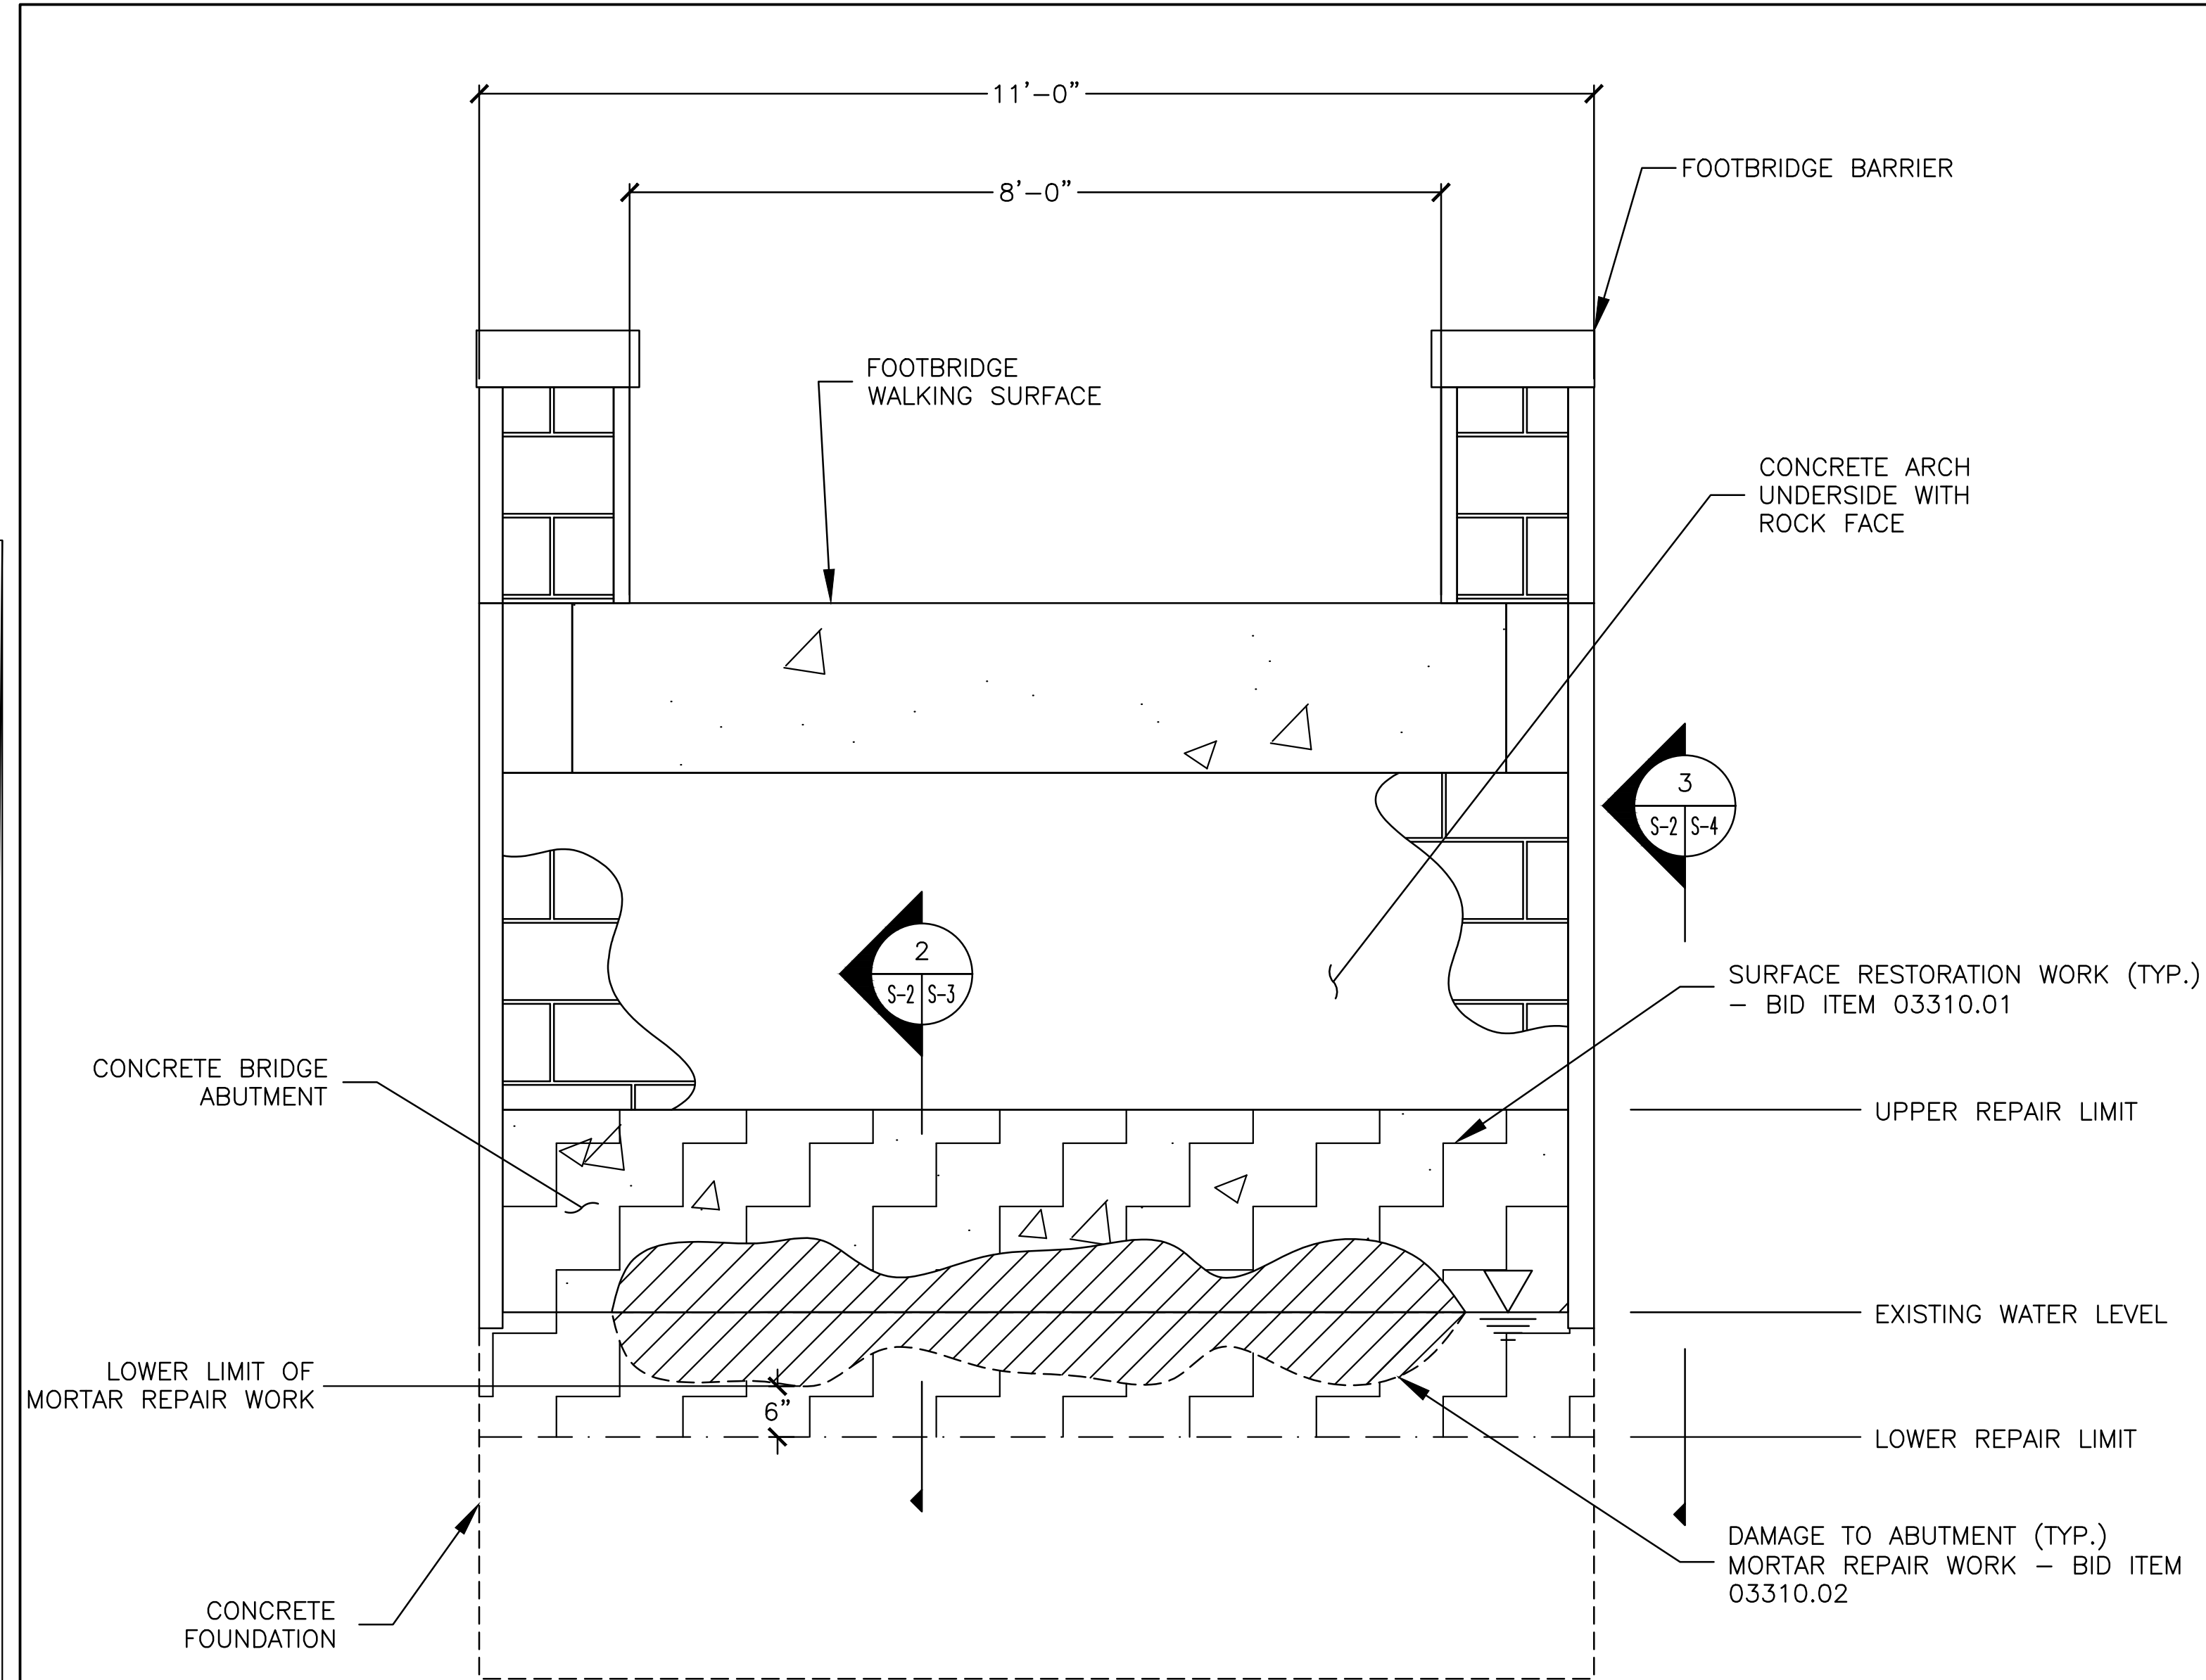 11'-0"
8'-0"
FOOTBRIDGE BARRIER
FOOTBRIDGE
WALKING SURFACE
CONCRETE ARCH
UNDERSIDE WITH
ROCK FACE
3
S-2 S-4
2
S-2 S-3
SURFACE RESTORATION WORK (TYP.)
- BID ITEM 03310.01
CONCRETE BRIDGE
ABUTMENT
UPPER REPAIR LIMIT
EXISTING WATER LEVEL
LOWER LIMIT OF
MORTAR REPAIR WORK
6"
LOWER REPAIR LIMIT
DAMAGE TO ABUTMENT (TYP.)
MORTAR REPAIR WORK - BID ITEM
03310.02
CONCRETE
FOUNDATION